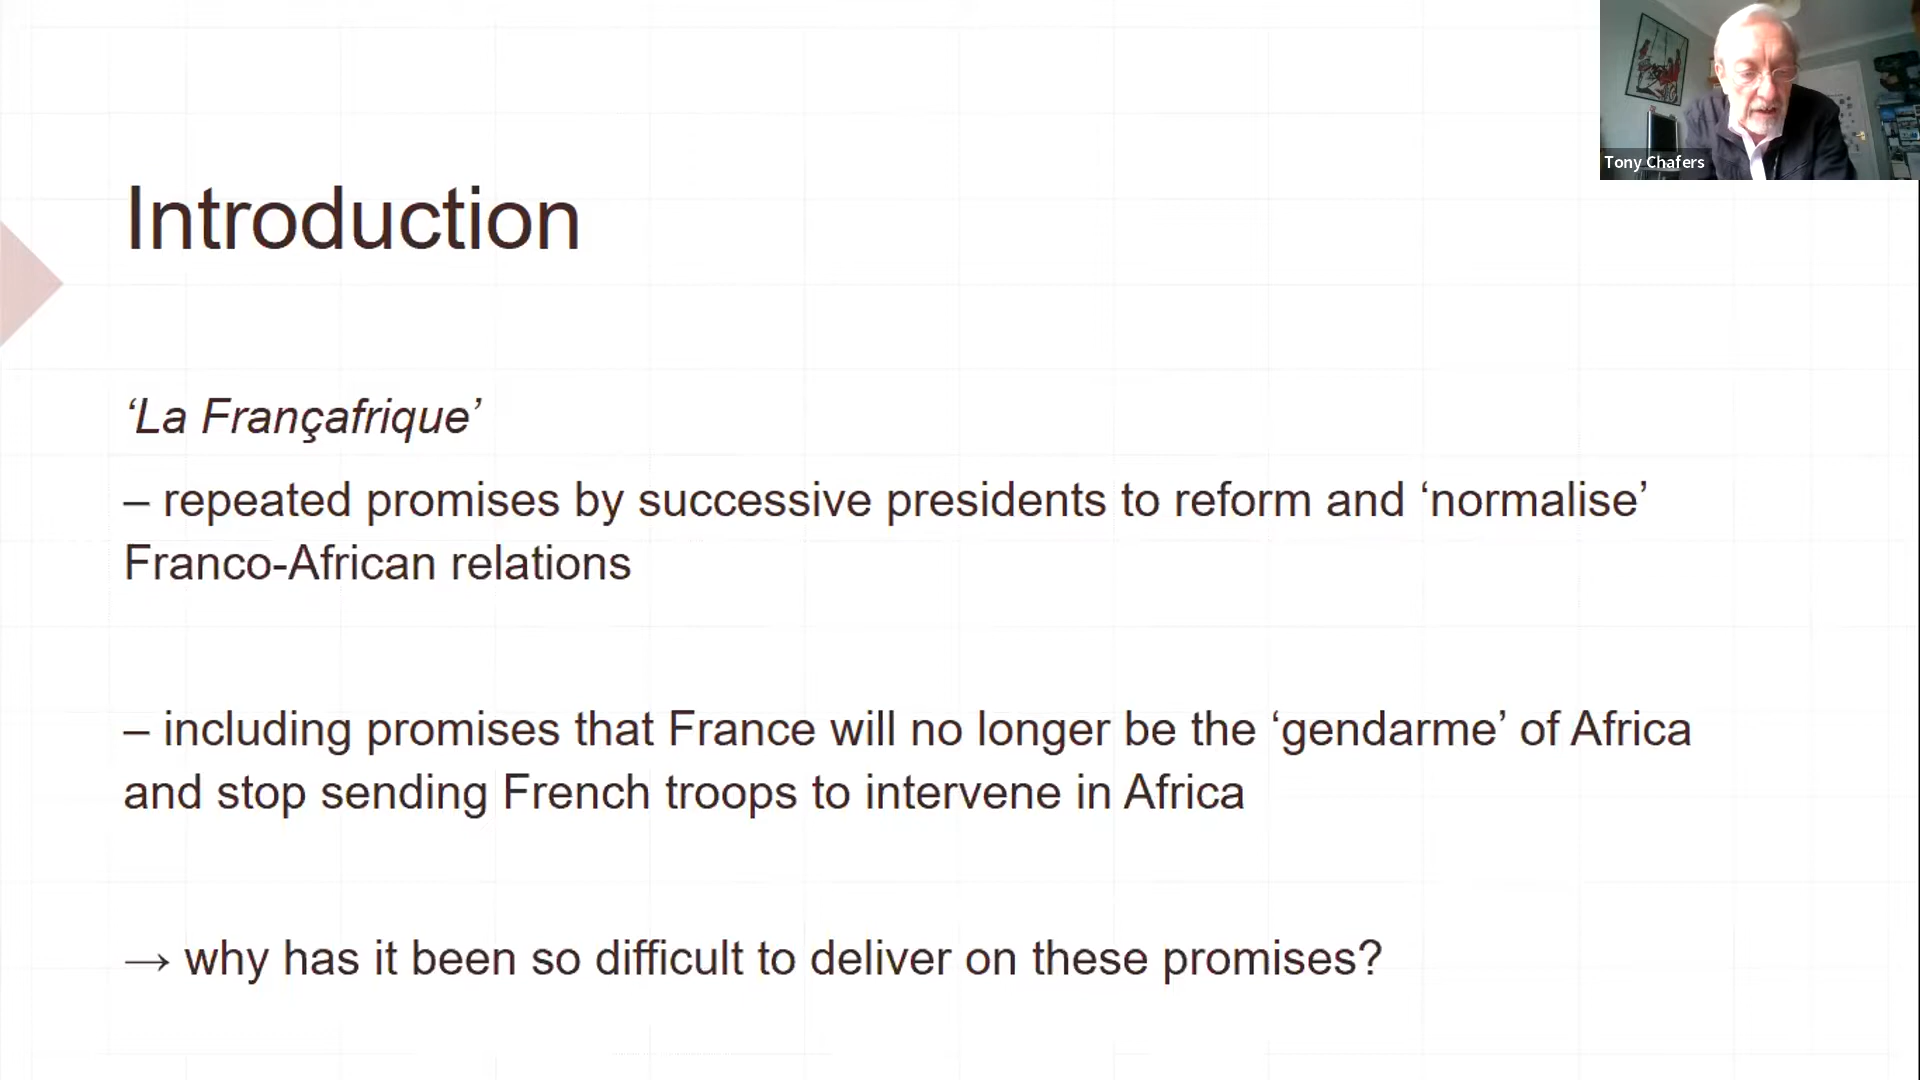 Tony Chafers
Introduction
‘La Françafrique’
– repeated promises by successive presidents to reform and ‘normalise’
Franco-African relations
– including promises that France will no longer be the ‘gendarme’ of Africa
and stop sending French troops to intervene in Africa
→ why has it been so difficult to deliver on these promises?